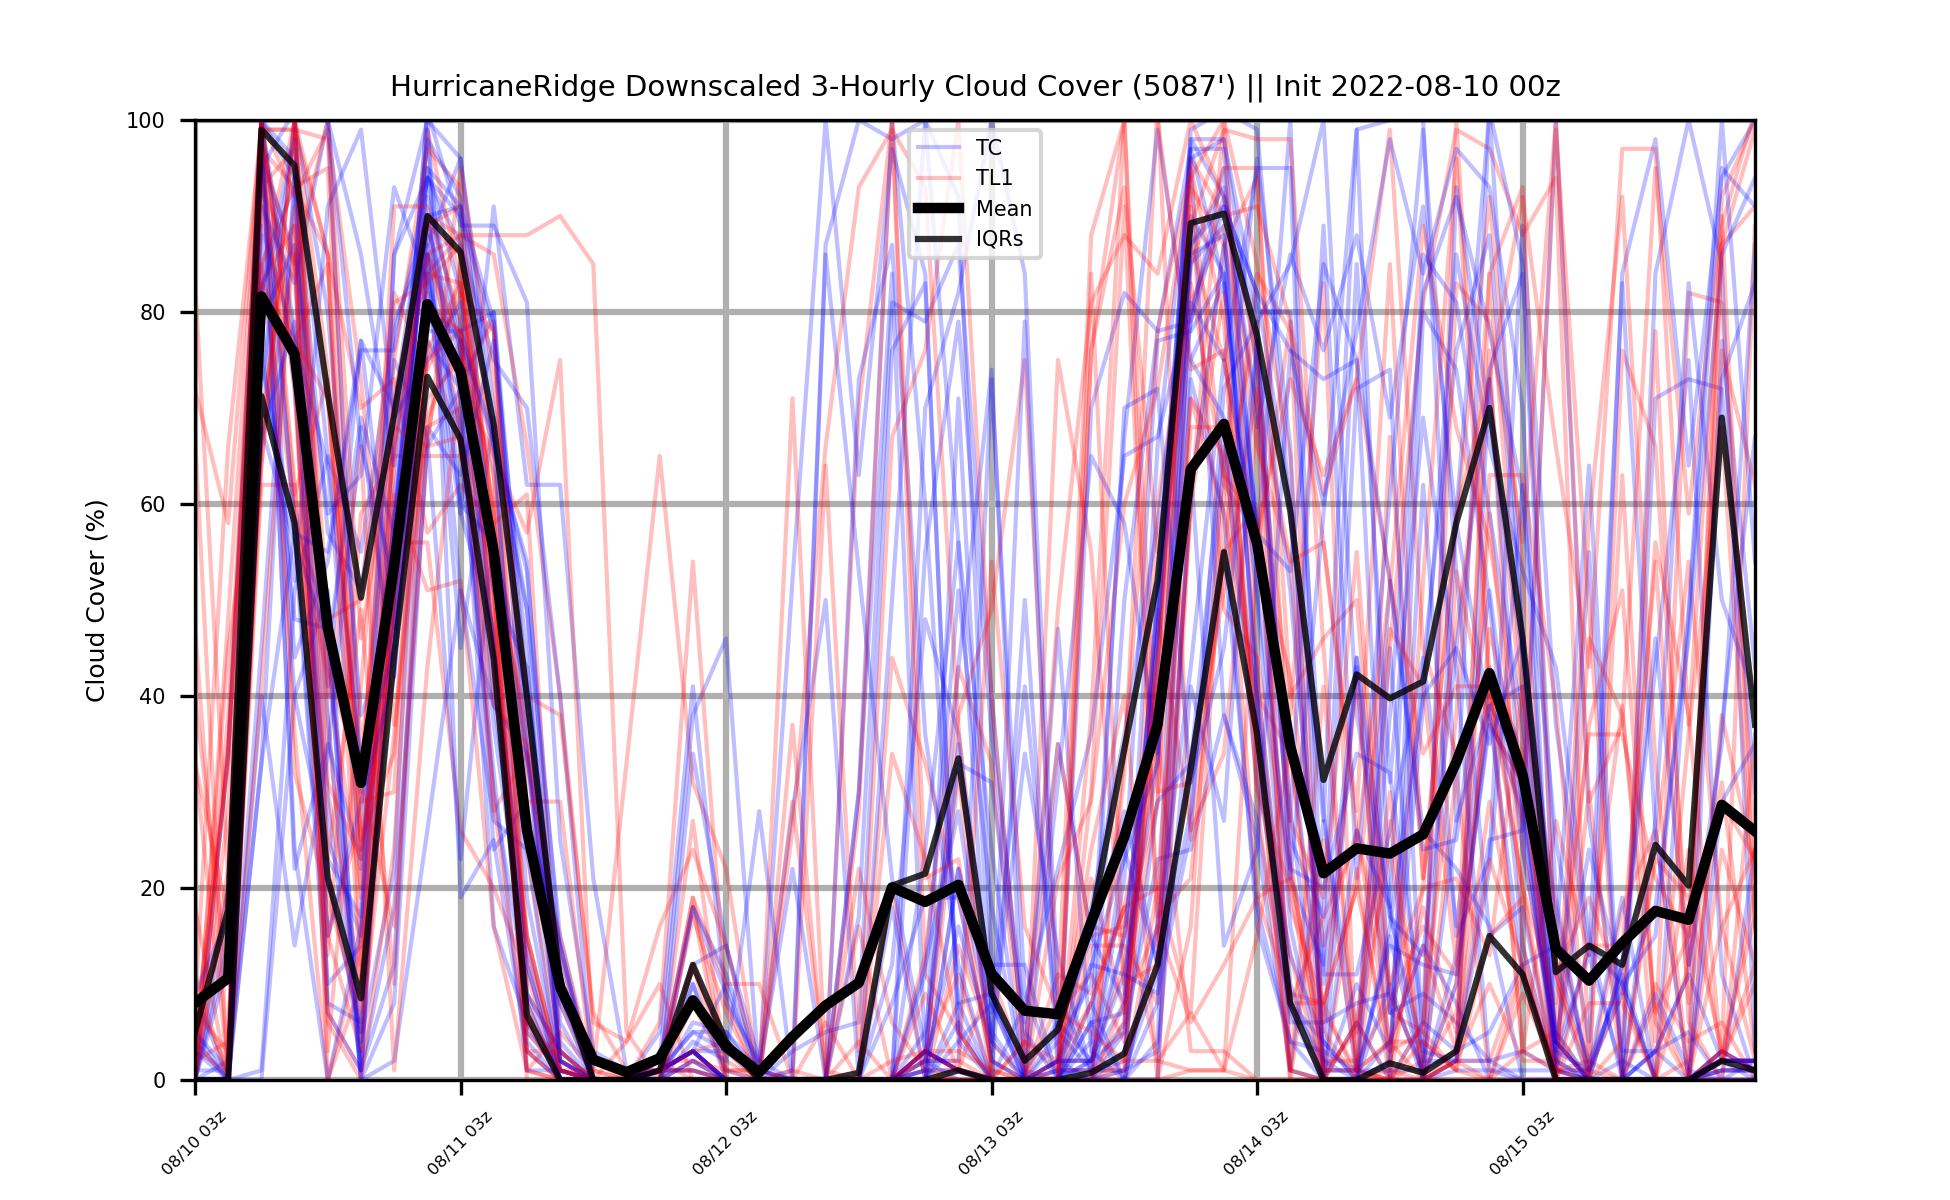 HurricaneRidge Downscaled 3-Hourly Cloud Cover (5087') || Init 2022-08-10 00z
TC
TL1
Mean
IQRs
Cloud Cover (%)
100
80
60
40
20
0
08/10 03z
08/11 03z
08/12 03z
08/13 03z
08/14 03z
08/15 03z